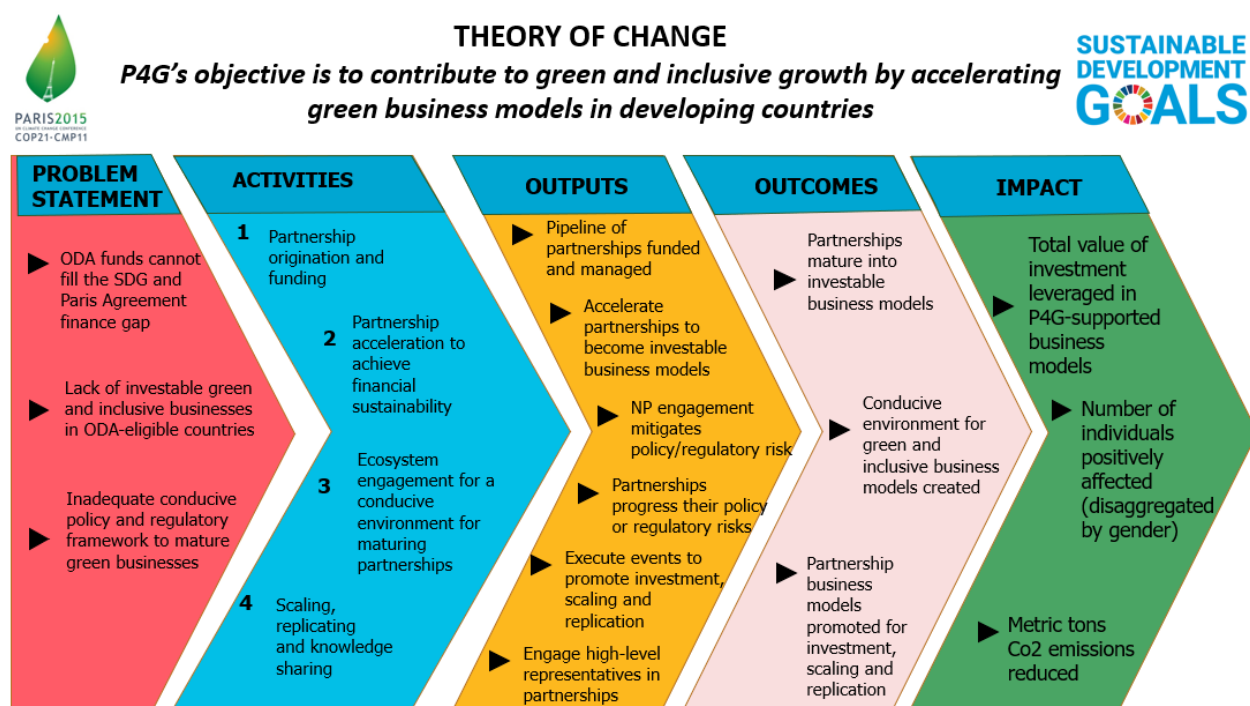 THEORY OF CHANGE
P4G's objective is to contribute to green and inclusive growth by accelerating
green business models in developing countries
PARIS2015
UN CLIMATE CHANGE CONFERENCE
COP21·CMP11
SUSTAINABLE
DEVELOPMENT
GOALS
PROBLEM
STATEMENT
ODA funds cannot
fill the SDG and
Paris Agreement
finance gap
Lack of investable green
and inclusive businesses
in ODA-eligible countries
Inadequate conducive
policy and regulatory
framework to mature
green businesses
ACTIVITIES
1 Partnership
origination and
funding
2 Partnership
acceleration to
achieve
financial
sustainability
3 Ecosystem
engagement for a
conducive
environment for
maturing
partnerships
4 Scaling,
replicating
and knowledge
sharing
OUTPUTS
Pipeline of
partnerships funded
and managed
Accelerate
partnerships to
become investable
business models
NP engagement
mitigates
policy/regulatory risk
Partnerships
progress their policy
or regulatory risks
Execute events to
promote investment,
scaling and
replication
Engage high-level
representatives in
partnerships
OUTCOMES
Partnerships
mature into
investable
business models
Conducive
environment for
green and
inclusive business
models created
Partnership
business
models
promoted for
investment,
scaling and
replication
IMPACT
Total value of
investment
leveraged in
P4G-supported
business
models
Number of
individuals
positively
affected
(disaggregated
by gender)
Metric tons
Co2 emissions
reduced